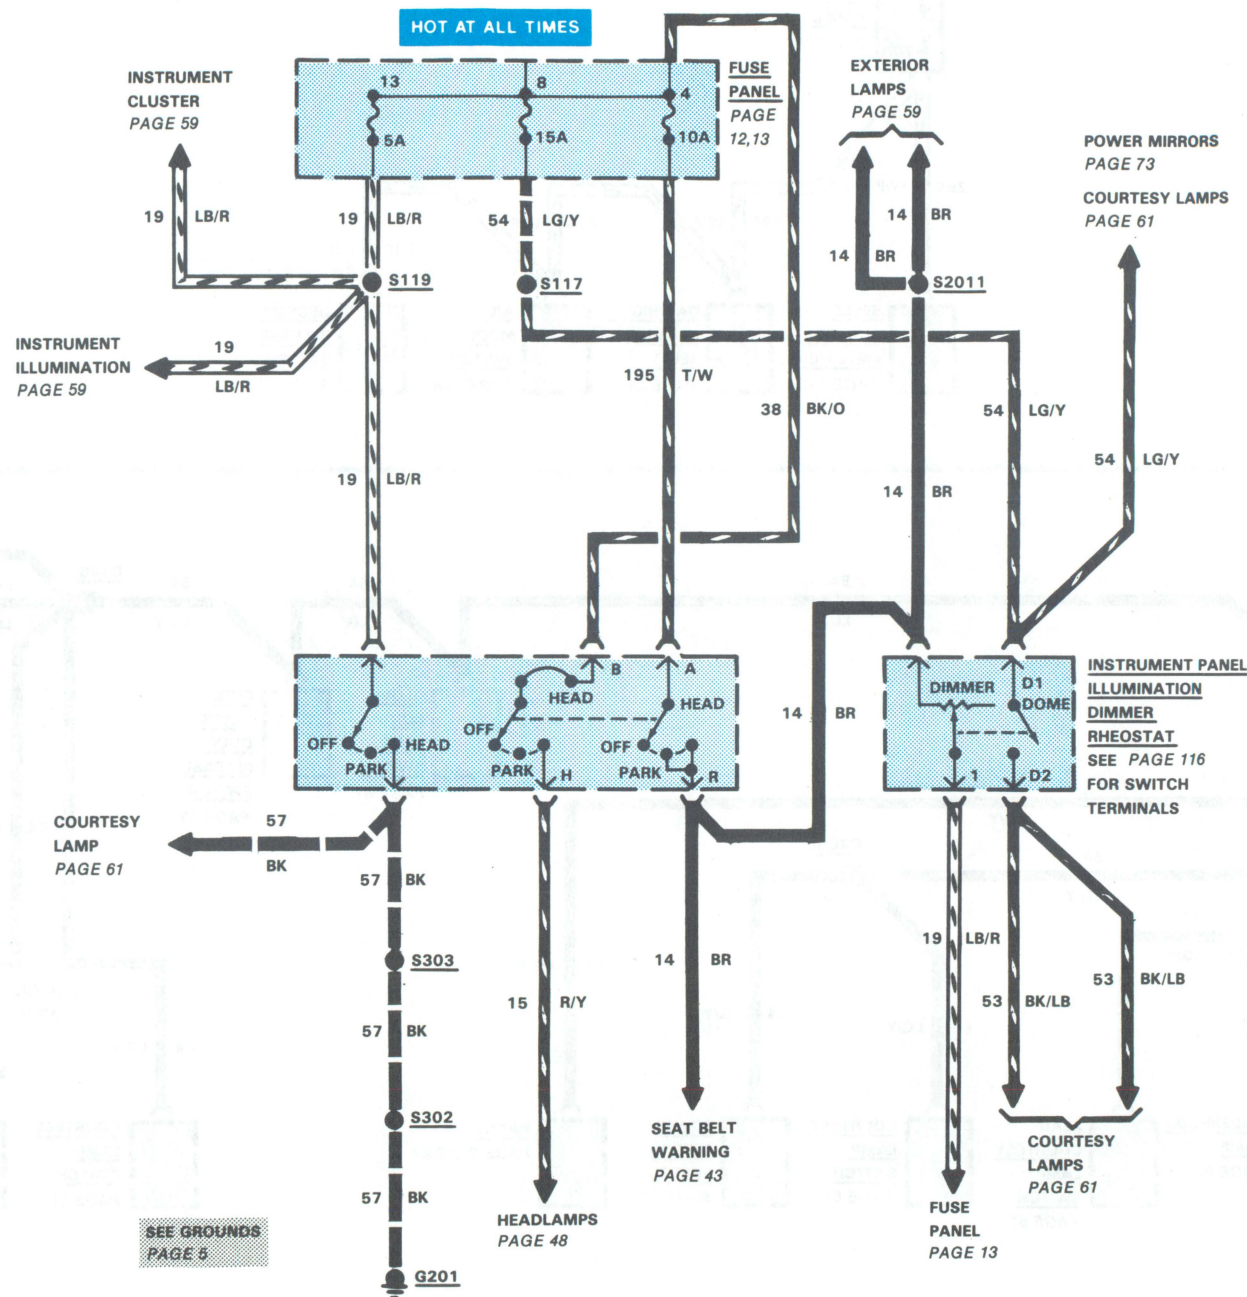 HOT AT ALL TIMES
INSTRUMENT
CLUSTER
PAGE 59
13
8
4
5A
15A
10A
FUSE
PANEL
PAGE
12,13
EXTERIOR
LAMPS
PAGE 59
POWER MIRRORS
PAGE 73
COURTESY LAMPS
PAGE 61
19 LB/R
19 LB/R
54 LG/Y
14 BR
14 BR
S119
S117
S2011
INSTRUMENT
ILLUMINATION
PAGE 59
19
LB/R
195 T/W
38 BK/O
54 LG/Y
54 LG/Y
19 LB/R
14 BR
B
A
HEAD
HEAD
OFF
HEAD
PARK
OFF
PARK
H
OFF
PARK
R
14 BR
DIMMER
D1
DOME
1
D2
INSTRUMENT PANEL
ILLUMINATION
DIMMER
RHEOSTAT
SEE PAGE 116
FOR SWITCH
TERMINALS
COURTESY
LAMP
PAGE 61
57
BK
57 BK
S303
57 BK
15 R/Y
14 BR
19 LB/R
53 BK/LB
53 BK/LB
S302
57 BK
SEAT BELT
WARNING
PAGE 43
COURTESY
LAMPS
PAGE 61
HEADLAMPS
PAGE 48
FUSE
PANEL
PAGE 13
SEE GROUNDS
PAGE 5
G201